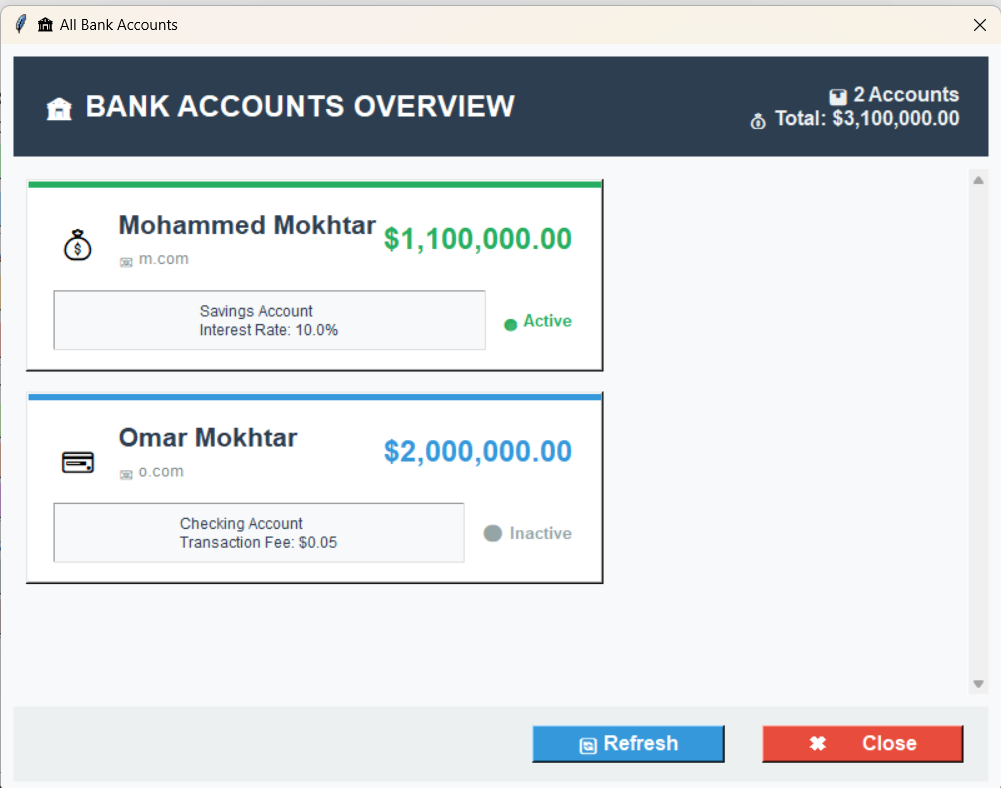 All Bank Accounts
BANK ACCOUNTS OVERVIEW
2 Accounts
Total: $3,100,000.00
Mohammed Mokhtar
$1,100,000.00
m.com
Savings Account
Interest Rate: 10.0%
Active
Omar Mokhtar
$2,000,000.00
o.com
Checking Account
Transaction Fee: $0.05
Inactive
Refresh
✖ Close